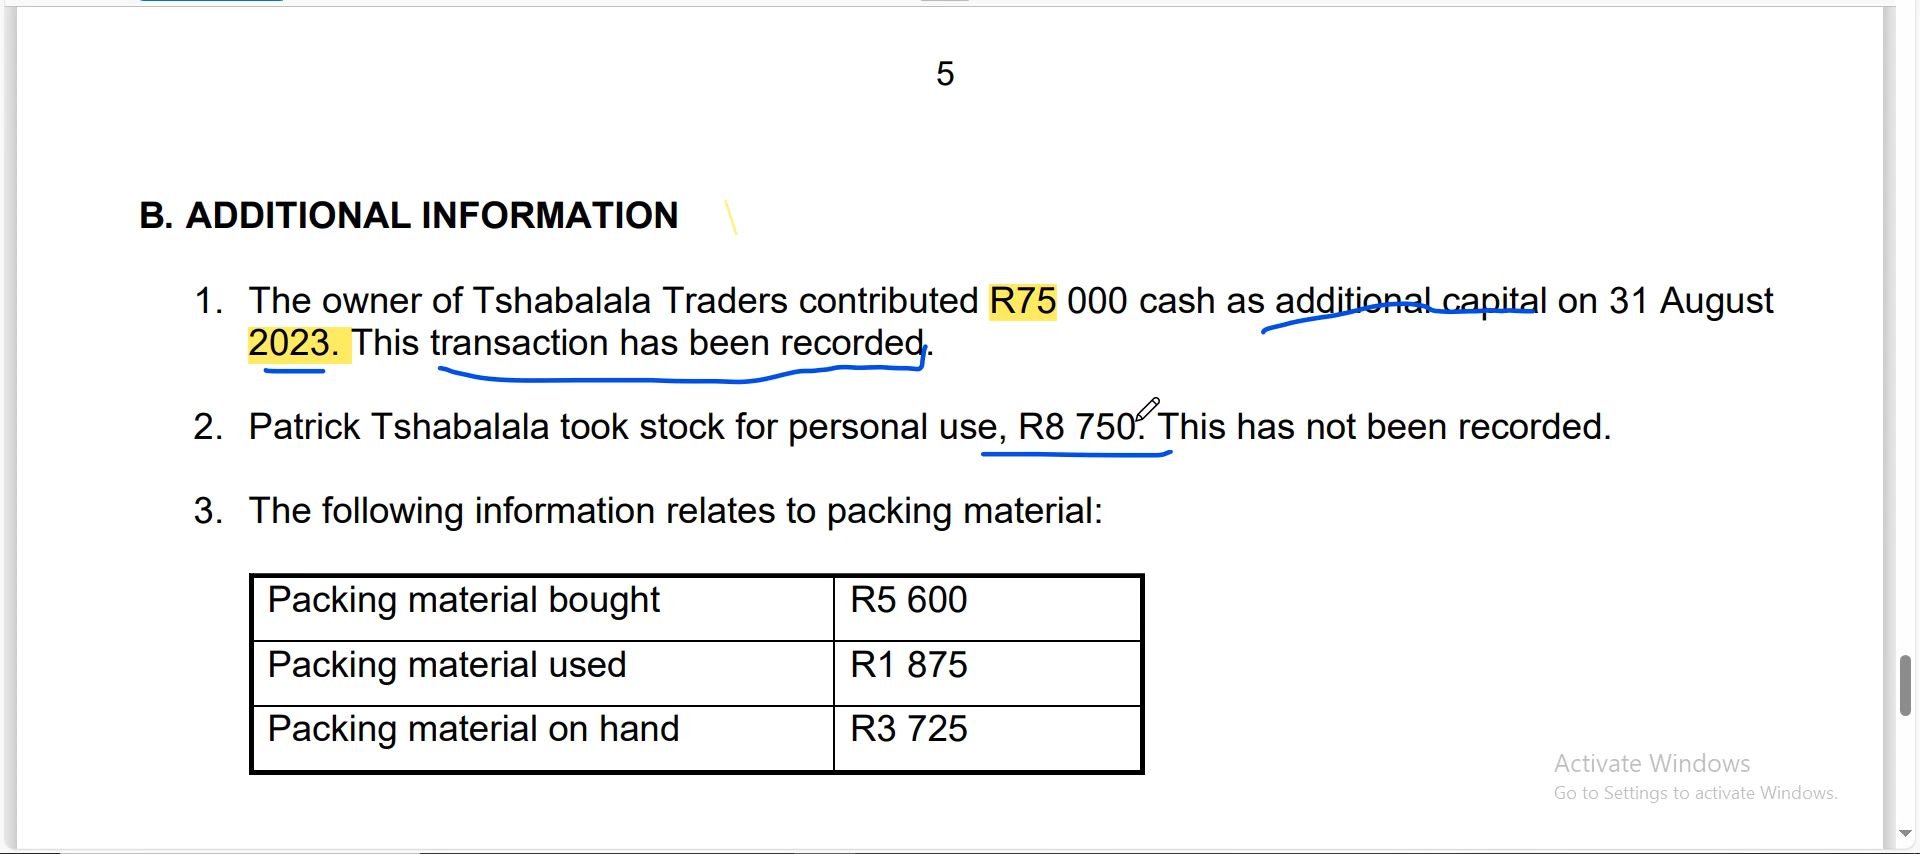 5
B. ADDITIONAL INFORMATION
1. The owner of Tshabalala Traders contributed R75 000 cash as additional capital on 31 August
2023. This transaction has been recorded.
2. Patrick Tshabalala took stock for personal use, R8 750. This has not been recorded.
3. The following information relates to packing material:
Packing material bought R5 600
Packing material used R1 875
Packing material on hand R3 725
Activate Windows
Go to Settings to activate Windows.